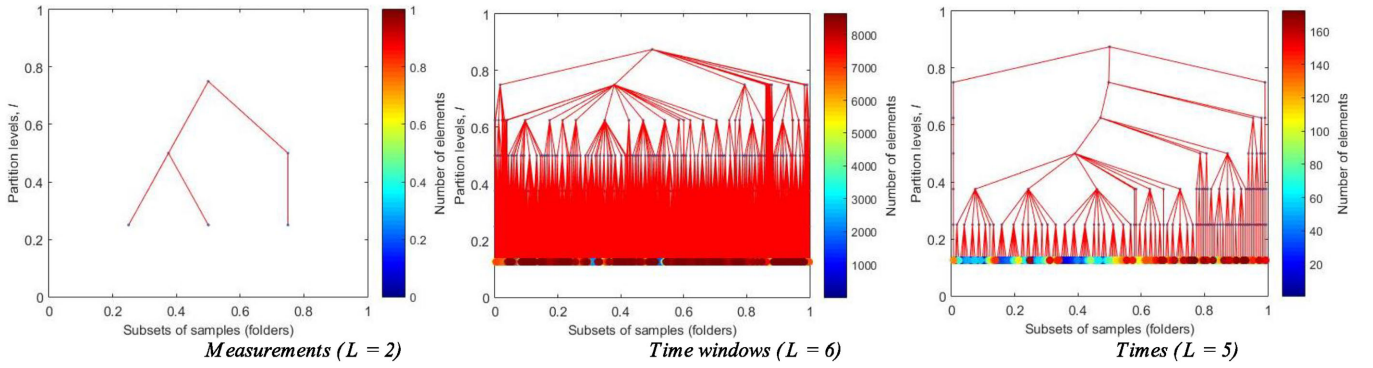 1
0.8
0.6
0.4
0.2
0
0 0.2 0.4 0.6 0.8 1
Partition levels, l
Subsets of samples (folders)
1
0.8
0.6
0.4
0.2
0
Number of elements
Measurements (L = 2)
1
0.8
0.6
0.4
0.2
0
0 0.2 0.4 0.6 0.8 1
Partition levels, l
Subsets of samples (folders)
8000
7000
6000
5000
4000
3000
2000
1000
Number of elements
Time windows (L = 6)
1
0.8
0.6
0.4
0.2
0
0 0.2 0.4 0.6 0.8 1
Partition levels, l
Subsets of samples (folders)
160
140
120
100
80
60
40
20
Number of elements
Times (L = 5)